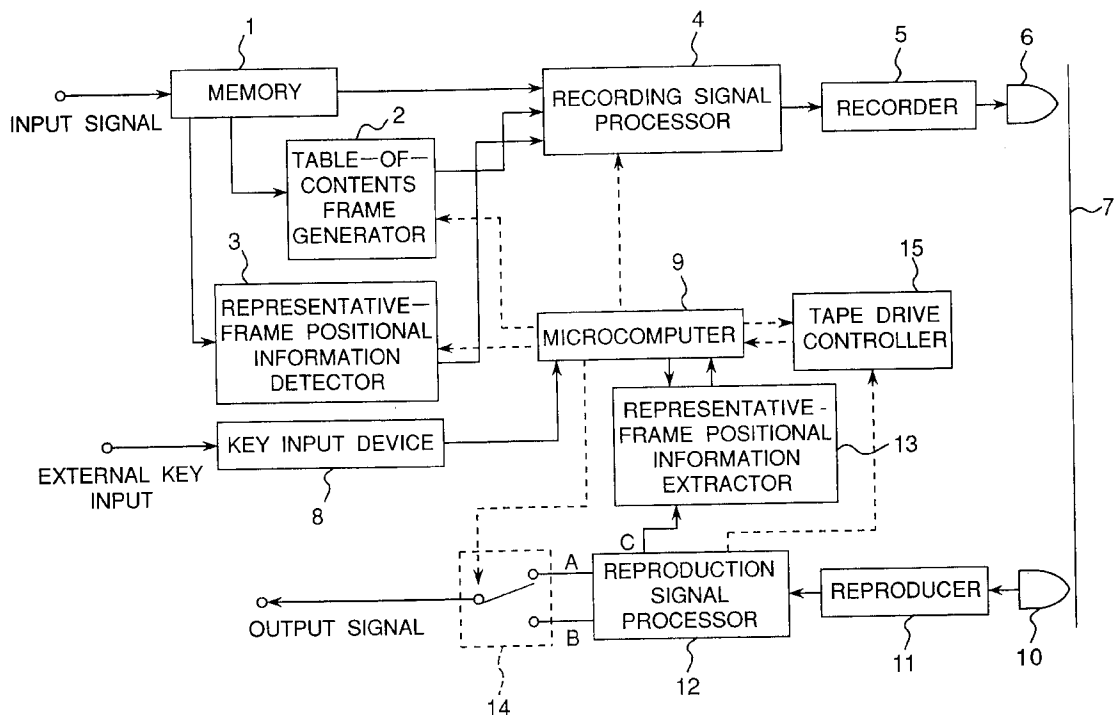 1
MEMORY
INPUT SIGNAL
2
TABLE-OF-
CONTENTS
FRAME
GENERATOR
3
REPRESENTATIVE-
FRAME POSITIONAL
INFORMATION
DETECTOR
4
RECORDING SIGNAL
PROCESSOR
5
RECORDER
6
7
9
MICROCOMPUTER
15
TAPE DRIVE
CONTROLLER
KEY INPUT DEVICE
EXTERNAL KEY
INPUT
8
REPRESENTATIVE-
FRAME POSITIONAL
INFORMATION
EXTRACTOR
13
C
A
B
REPRODUCTION
SIGNAL
PROCESSOR
12
REPRODUCER
11
10
OUTPUT SIGNAL
14